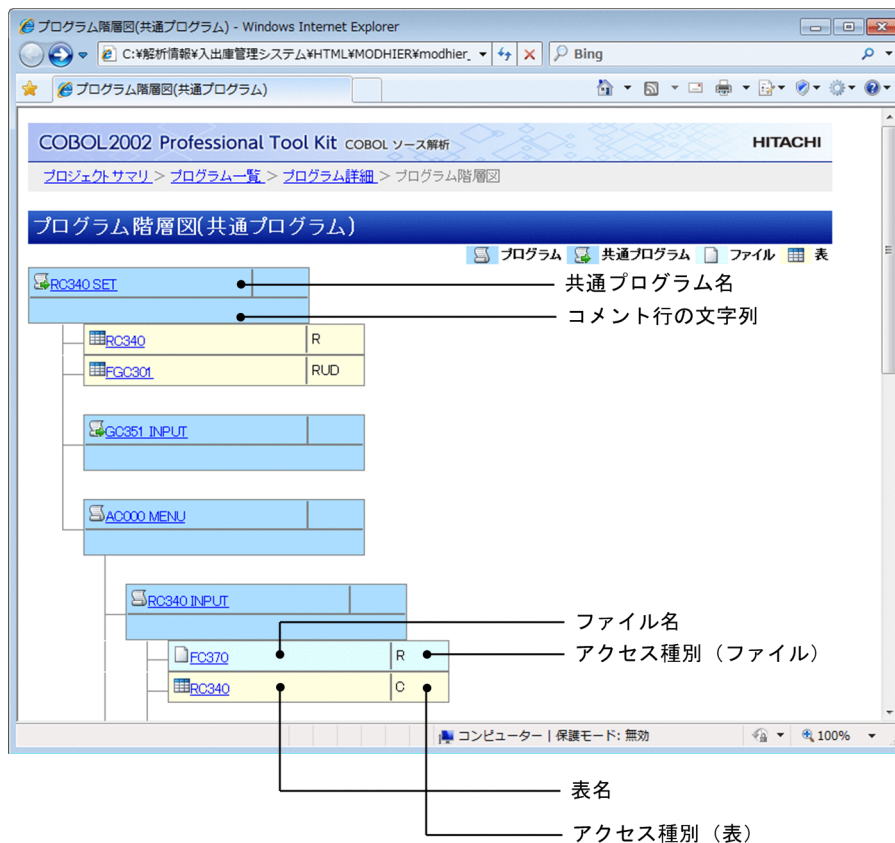 プログラム階層図(共通プログラム) - Windows Internet Explorer
C:¥解析情報¥入出庫管理システム¥HTML¥MODHIER¥modhier_
Bing
プログラム階層図(共通プログラム)
COBOL2002 Professional Tool Kit COBOL ソース解析
HITACHI
プロジェクトサマリ > プログラム一覧 > プログラム詳細 > プログラム階層図
プログラム階層図(共通プログラム)
プログラム 共通プログラム ファイル 表
RC340 SET
共通プログラム名
コメント行の文字列
RC340 R
FGC301 RUD
GC351 INPUT
AC000 MENU
RC340 INPUT
ファイル名
FC370 R
アクセス種別（ファイル）
RC340 C
コンピューター | 保護モード: 無効
100%
表名
アクセス種別（表）